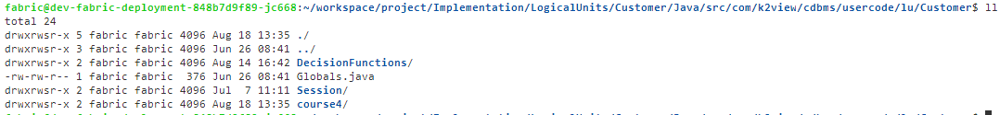 fabric@dev-fabric-deployment-848b7d9f89-jc668:~/workspace/project/Implementation/LogicalUnits/Customer/Java/src/com/k2view/cdbms/usercode/lu/Customer$ ll
total 24
drwxrwsr-x 5 fabric fabric 4096 Aug 18 13:35 ./
drwxrwsr-x 3 fabric fabric 4096 Jun 26 08:41 ../
drwxrwsr-x 2 fabric fabric 4096 Aug 14 16:42 DecisionFunctions/
-rw-rw-r-- 1 fabric fabric  376 Jun 26 08:41 Globals.java
drwxrwsr-x 2 fabric fabric 4096 Jul  7 11:11 Session/
drwxrwsr-x 2 fabric fabric 4096 Aug 18 13:35 course4/